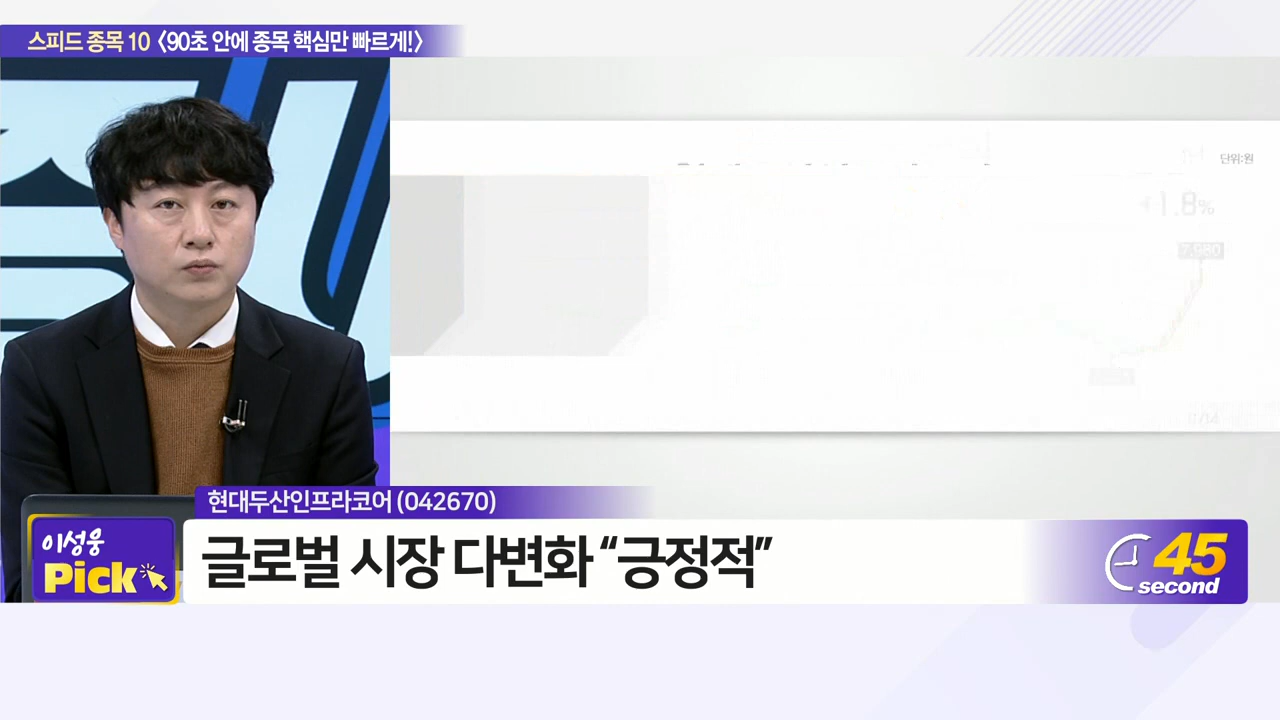 스피드 종목 10 〈90초 안에 종목 핵심만 빠르게!〉
단위:원
1.8%
7,980
현대두산인프라코어 (042670)
이성웅
Pick
글로벌 시장 다변화 “긍정적”
45
second